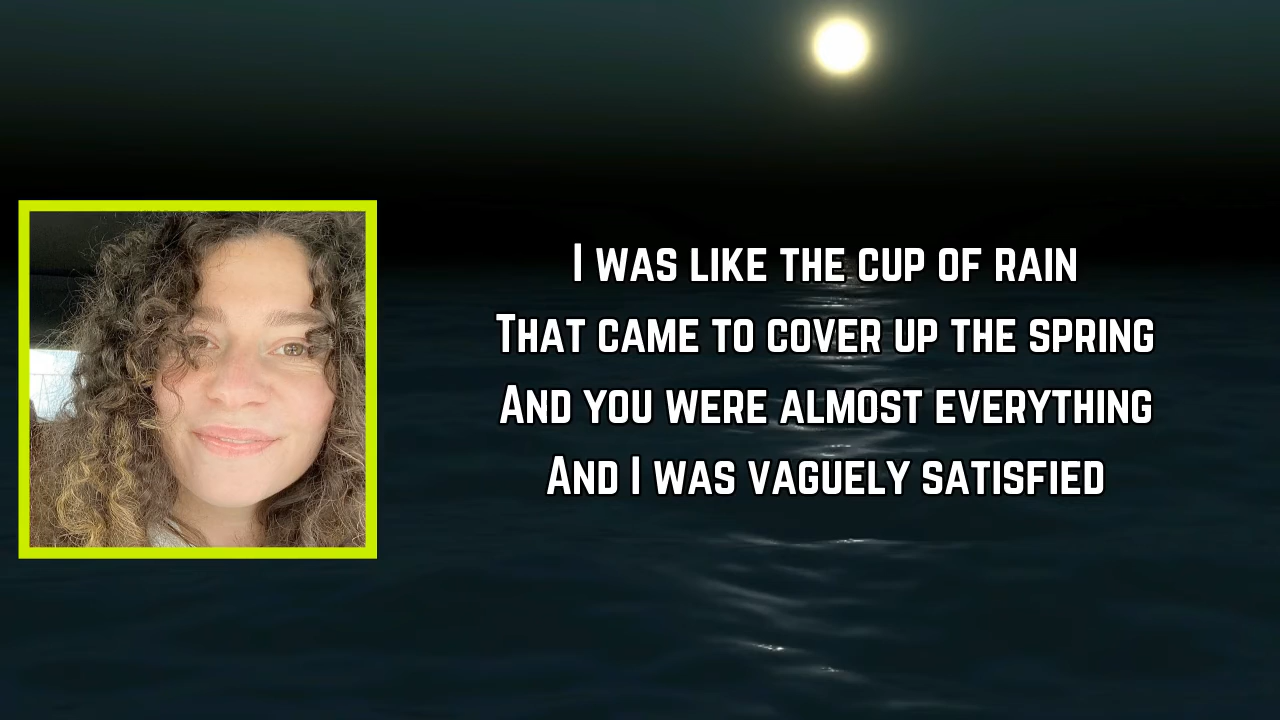 I was like the cup of rain
That came to cover up the spring
And you were almost everything
And I was vaguely satisfied